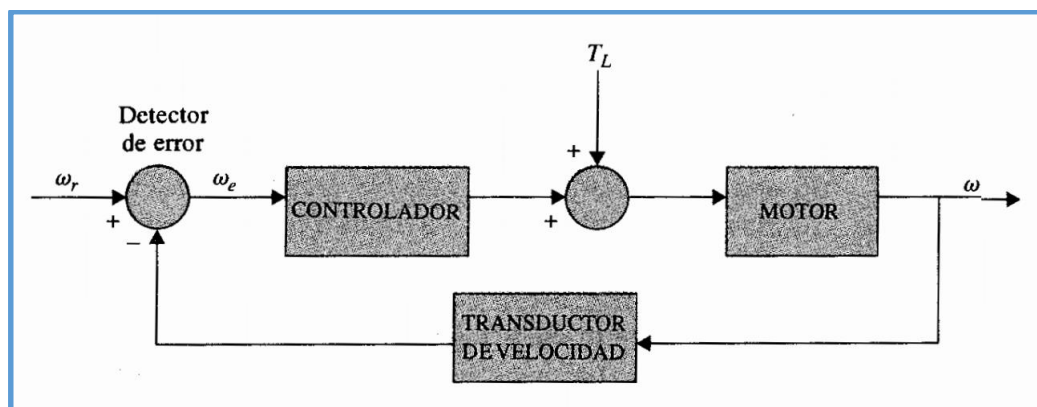 T_L
Detector
de error
ω_r
ω_e
+
−
CONTROLADOR
+
+
MOTOR
ω
TRANSDUCTOR
DE VELOCIDAD